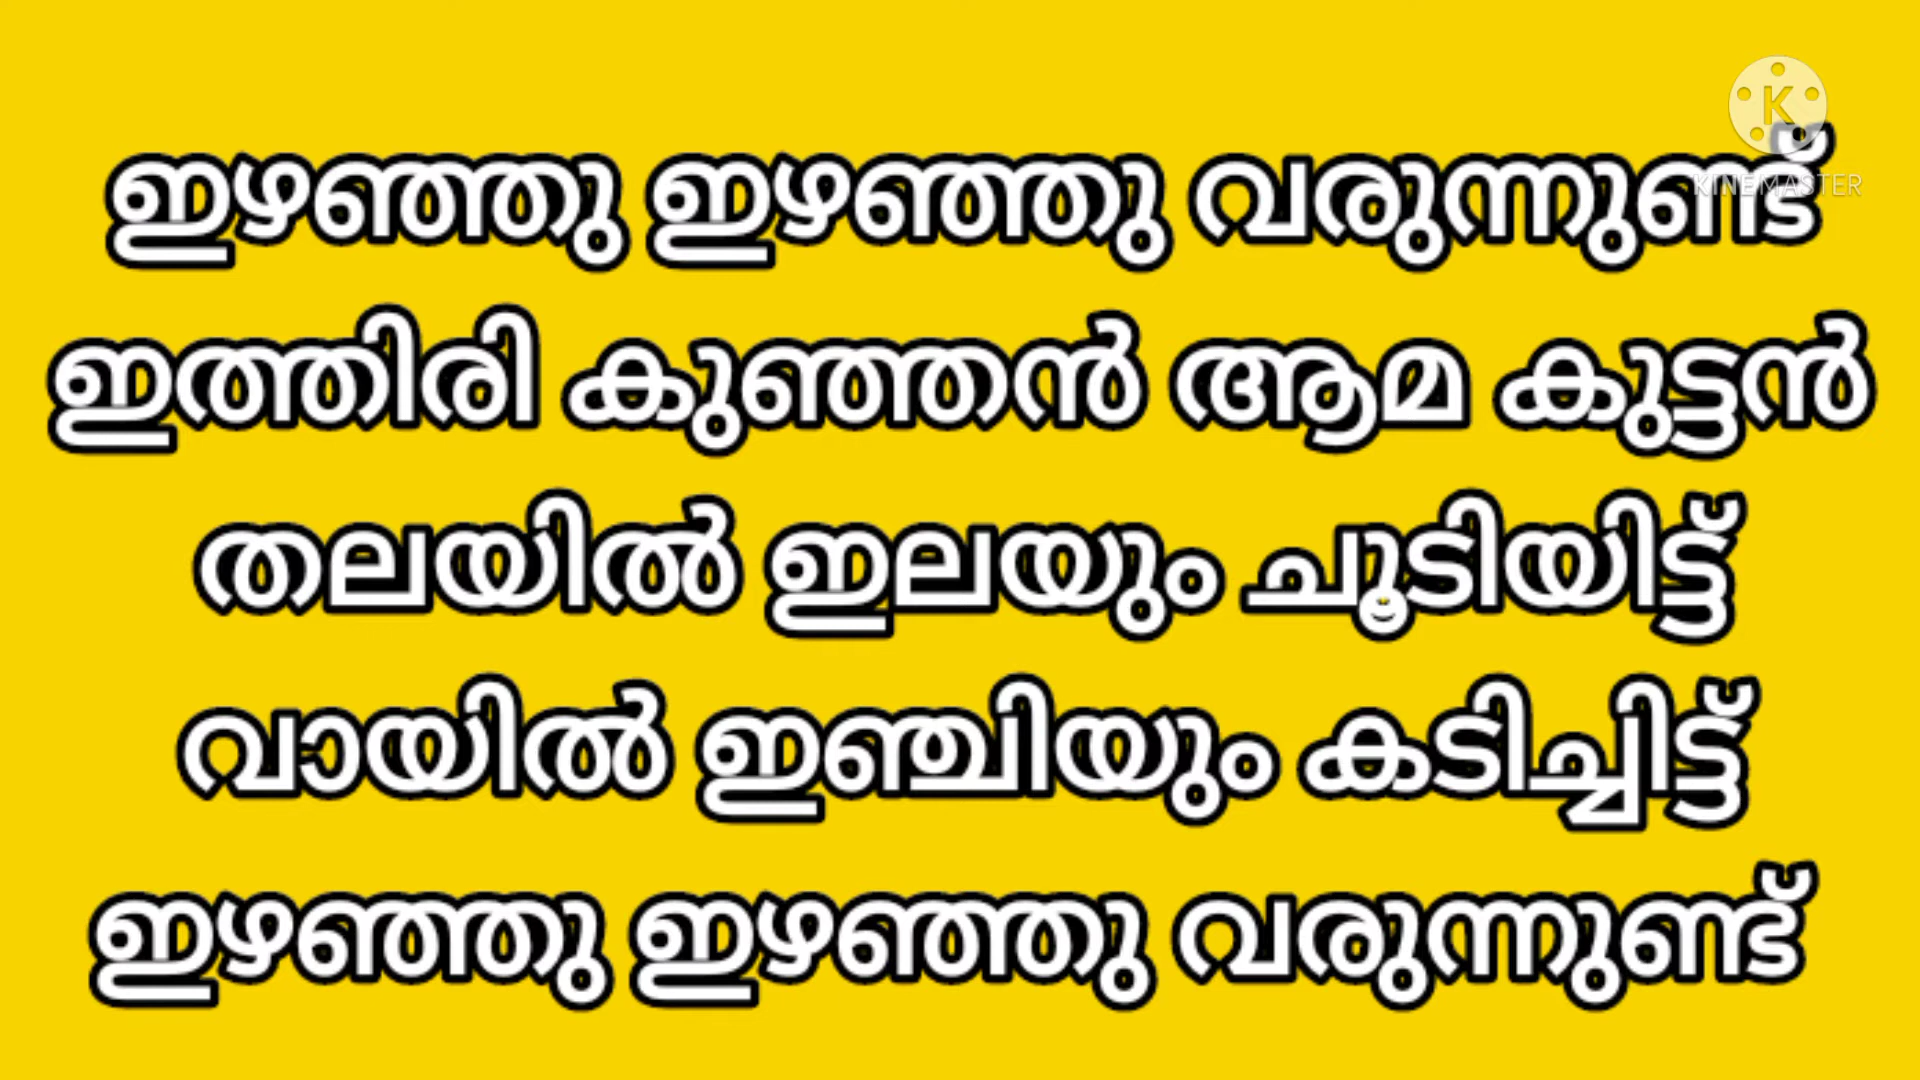 KINEMASTER
ഇഴഞ്ഞു ഇഴഞ്ഞു വരുന്നുണ്ട്
ഇത്തിരി കുഞ്ഞൻ ആമ കുട്ടൻ
തലയിൽ ഇലയും ചൂടിയിട്ട്
വായിൽ ഇഞ്ചിയും കടിച്ചിട്ട്
ഇഴഞ്ഞു ഇഴഞ്ഞു വരുന്നുണ്ട്